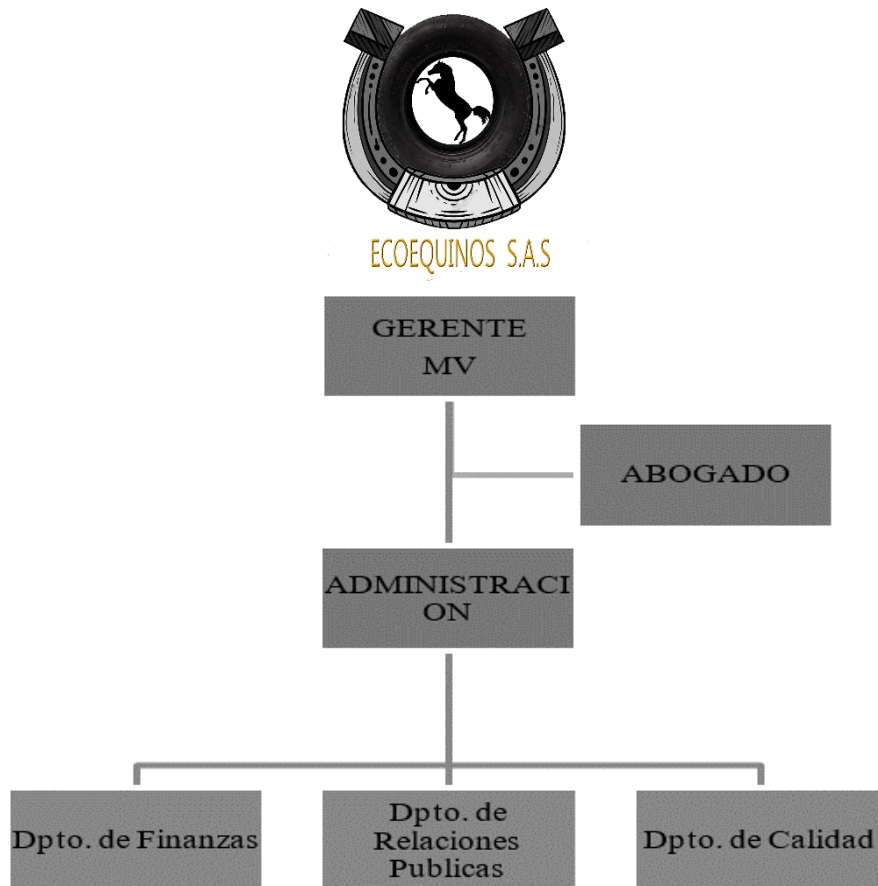 ECOEQUINOS S.A.S
GERENTE
MV
ABOGADO
ADMINISTRACI
ON
Dpto. de Finanzas
Dpto. de
Relaciones
Publicas
Dpto. de Calidad